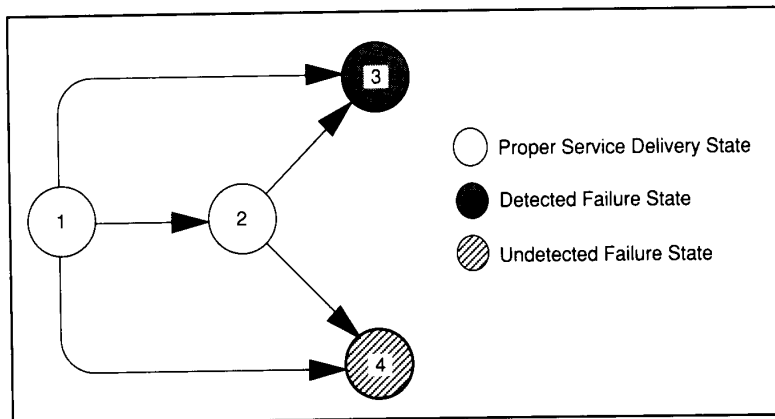 3
Proper Service Delivery State
1
2
Detected Failure State
Undetected Failure State
4